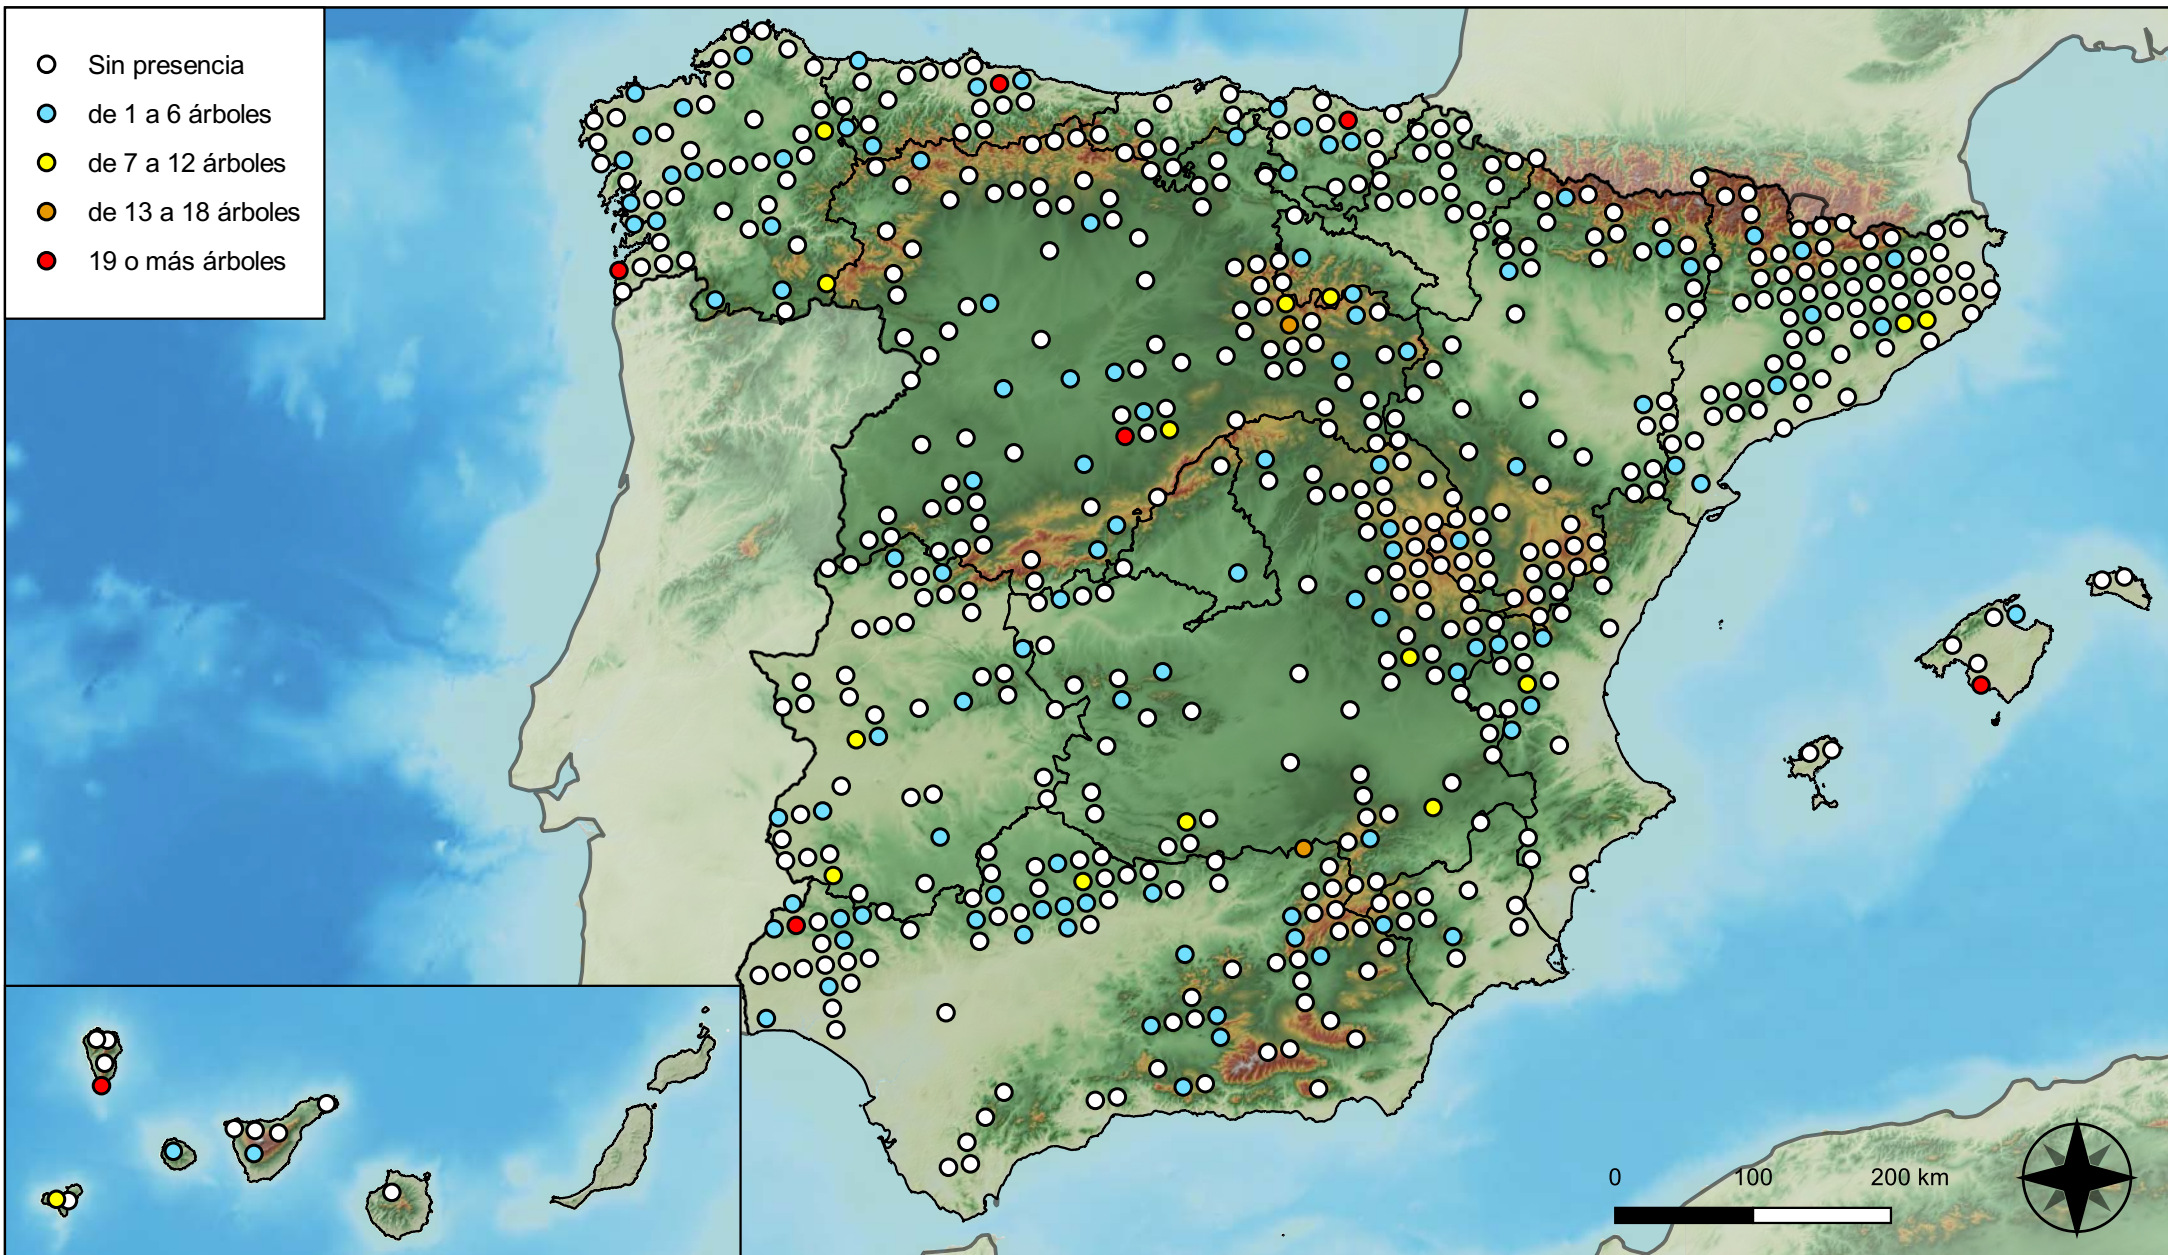 Sin presencia
de 1 a 6 árboles
de 7 a 12 árboles
de 13 a 18 árboles
19 o más árboles
0 100 200 km